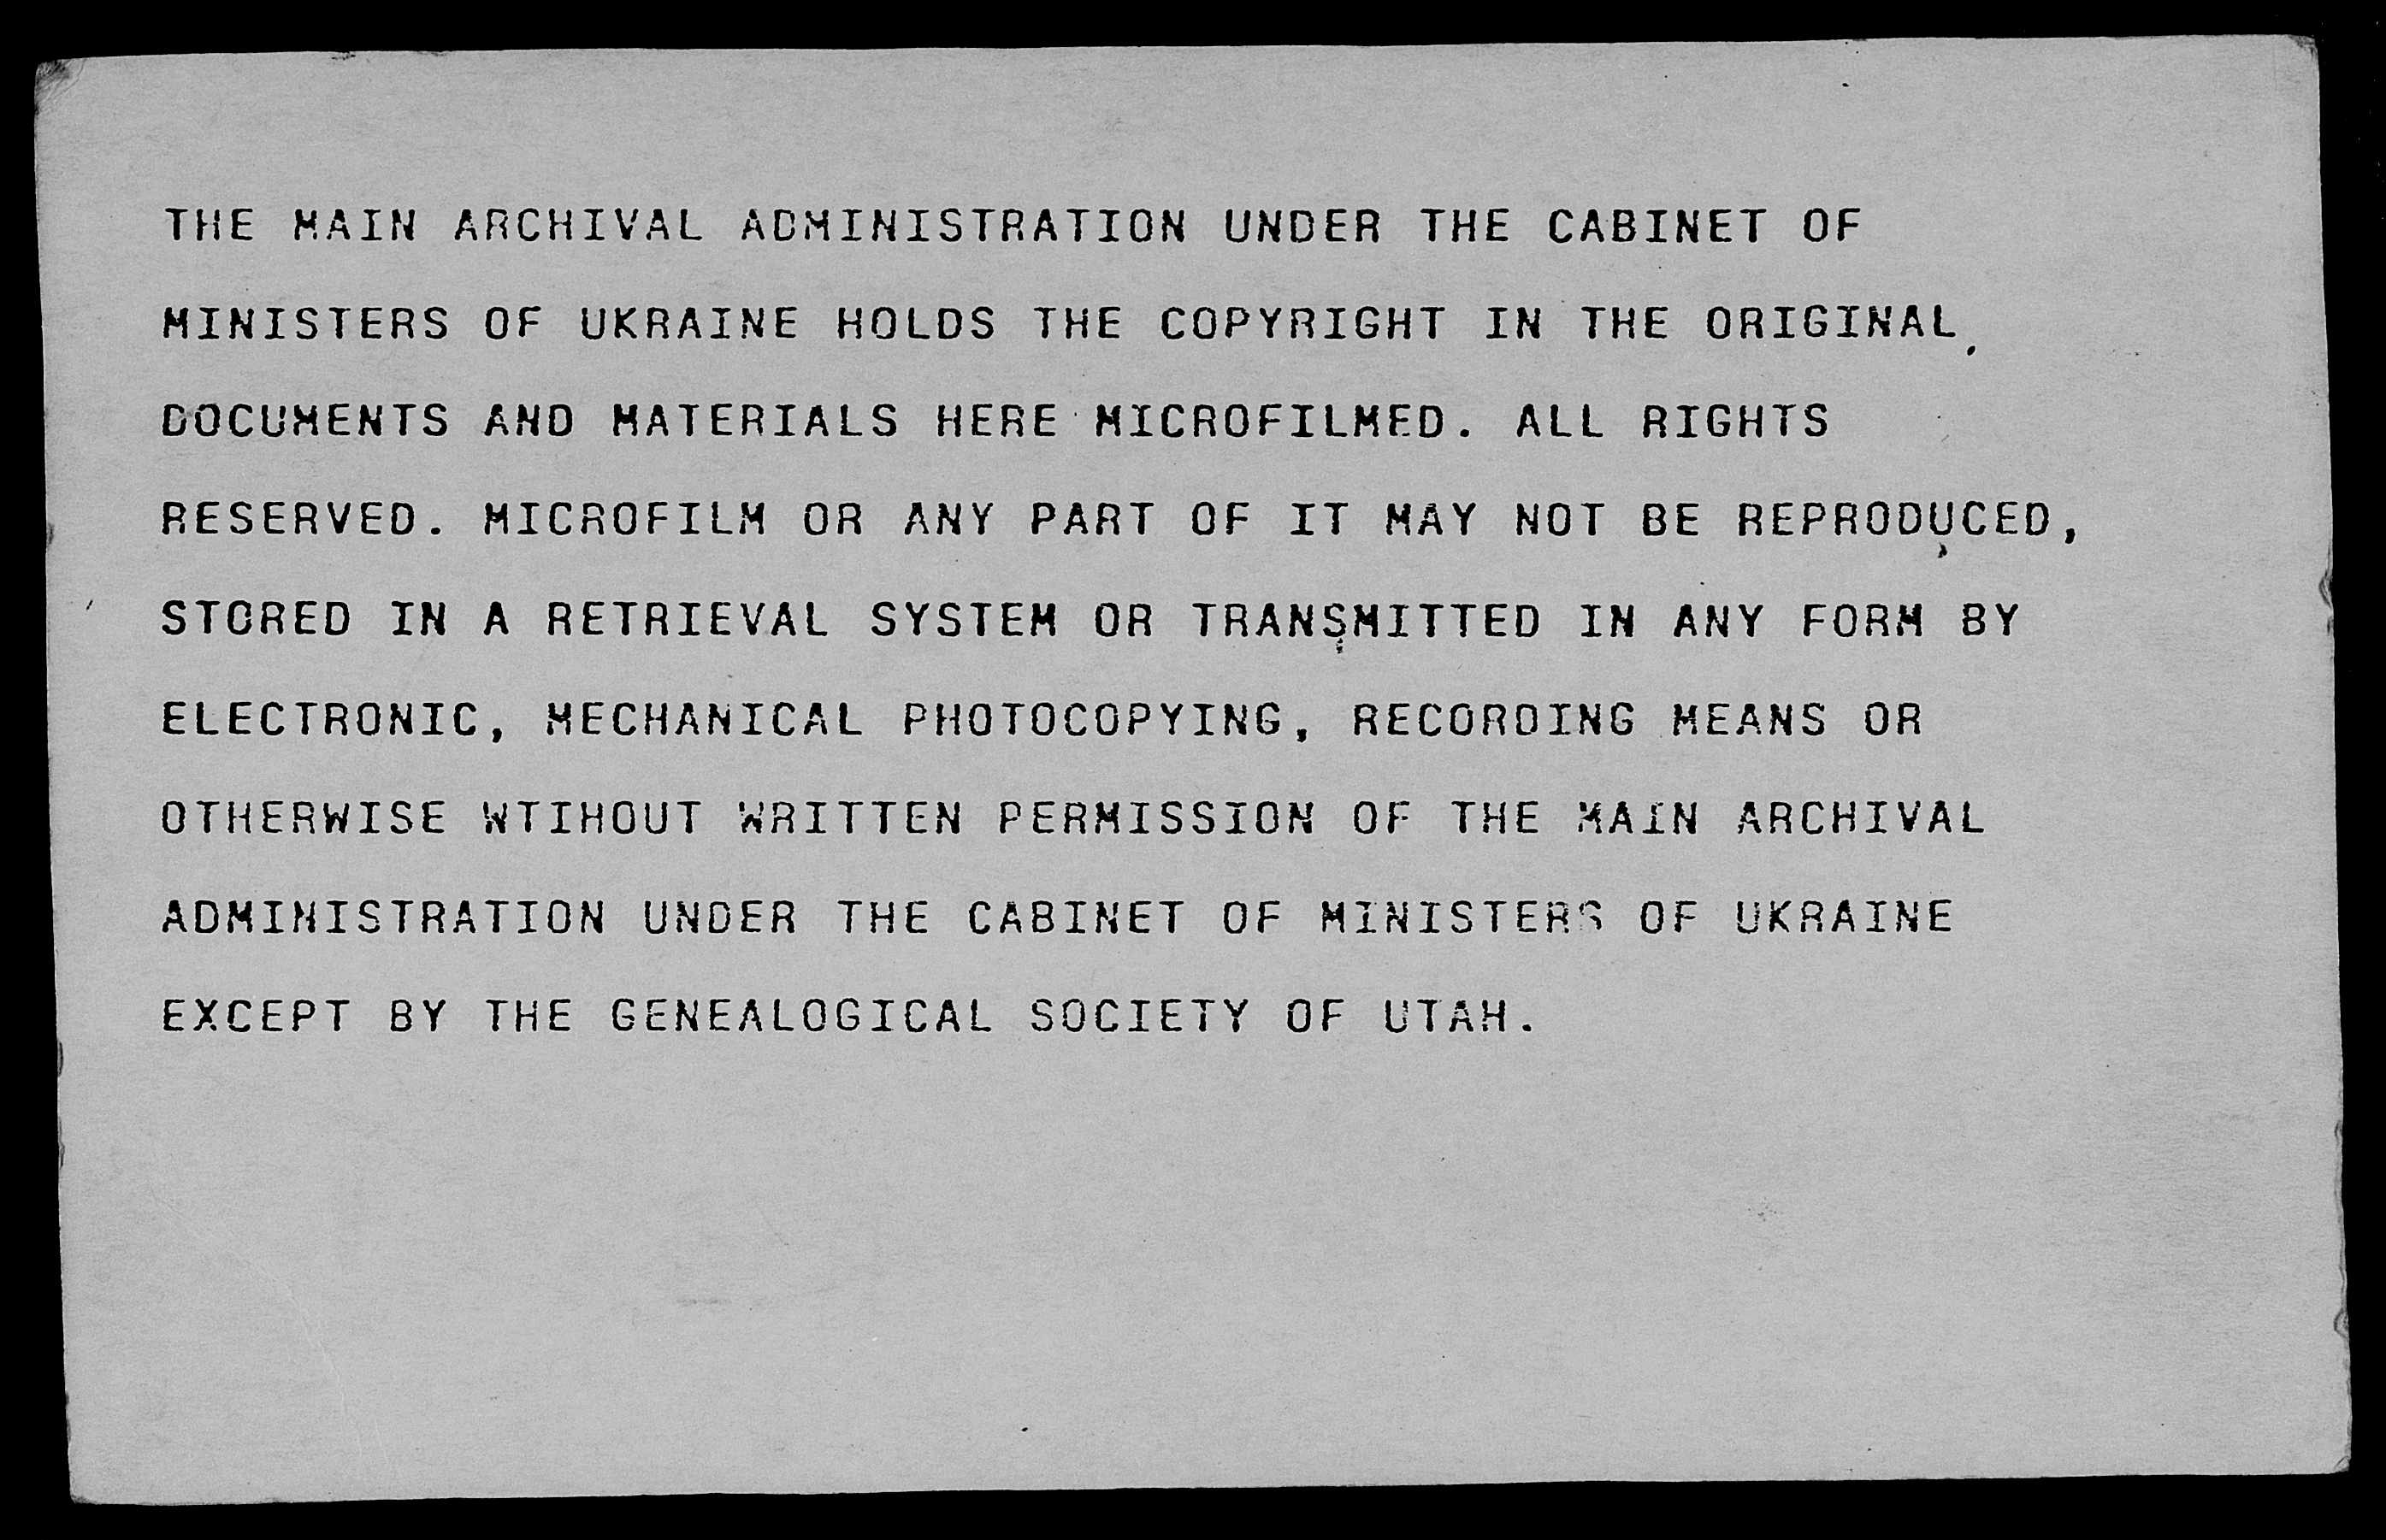 THE MAIN ARCHIVAL ADMINISTRATION UNDER THE CABINET OF
MINISTERS OF UKRAINE HOLDS THE COPYRIGHT IN THE ORIGINAL
DOCUMENTS AND MATERIALS HERE MICROFILMED. ALL RIGHTS
RESERVED. MICROFILM OR ANY PART OF IT MAY NOT BE REPRODUCED,
STORED IN A RETRIEVAL SYSTEM OR TRANSMITTED IN ANY FORM BY
ELECTRONIC, MECHANICAL PHOTOCOPYING, RECORDING MEANS OR
OTHERWISE WTIHOUT WRITTEN PERMISSION OF THE MAIN ARCHIVAL
ADMINISTRATION UNDER THE CABINET OF MINISTERS OF UKRAINE
EXCEPT BY THE GENEALOGICAL SOCIETY OF UTAH.